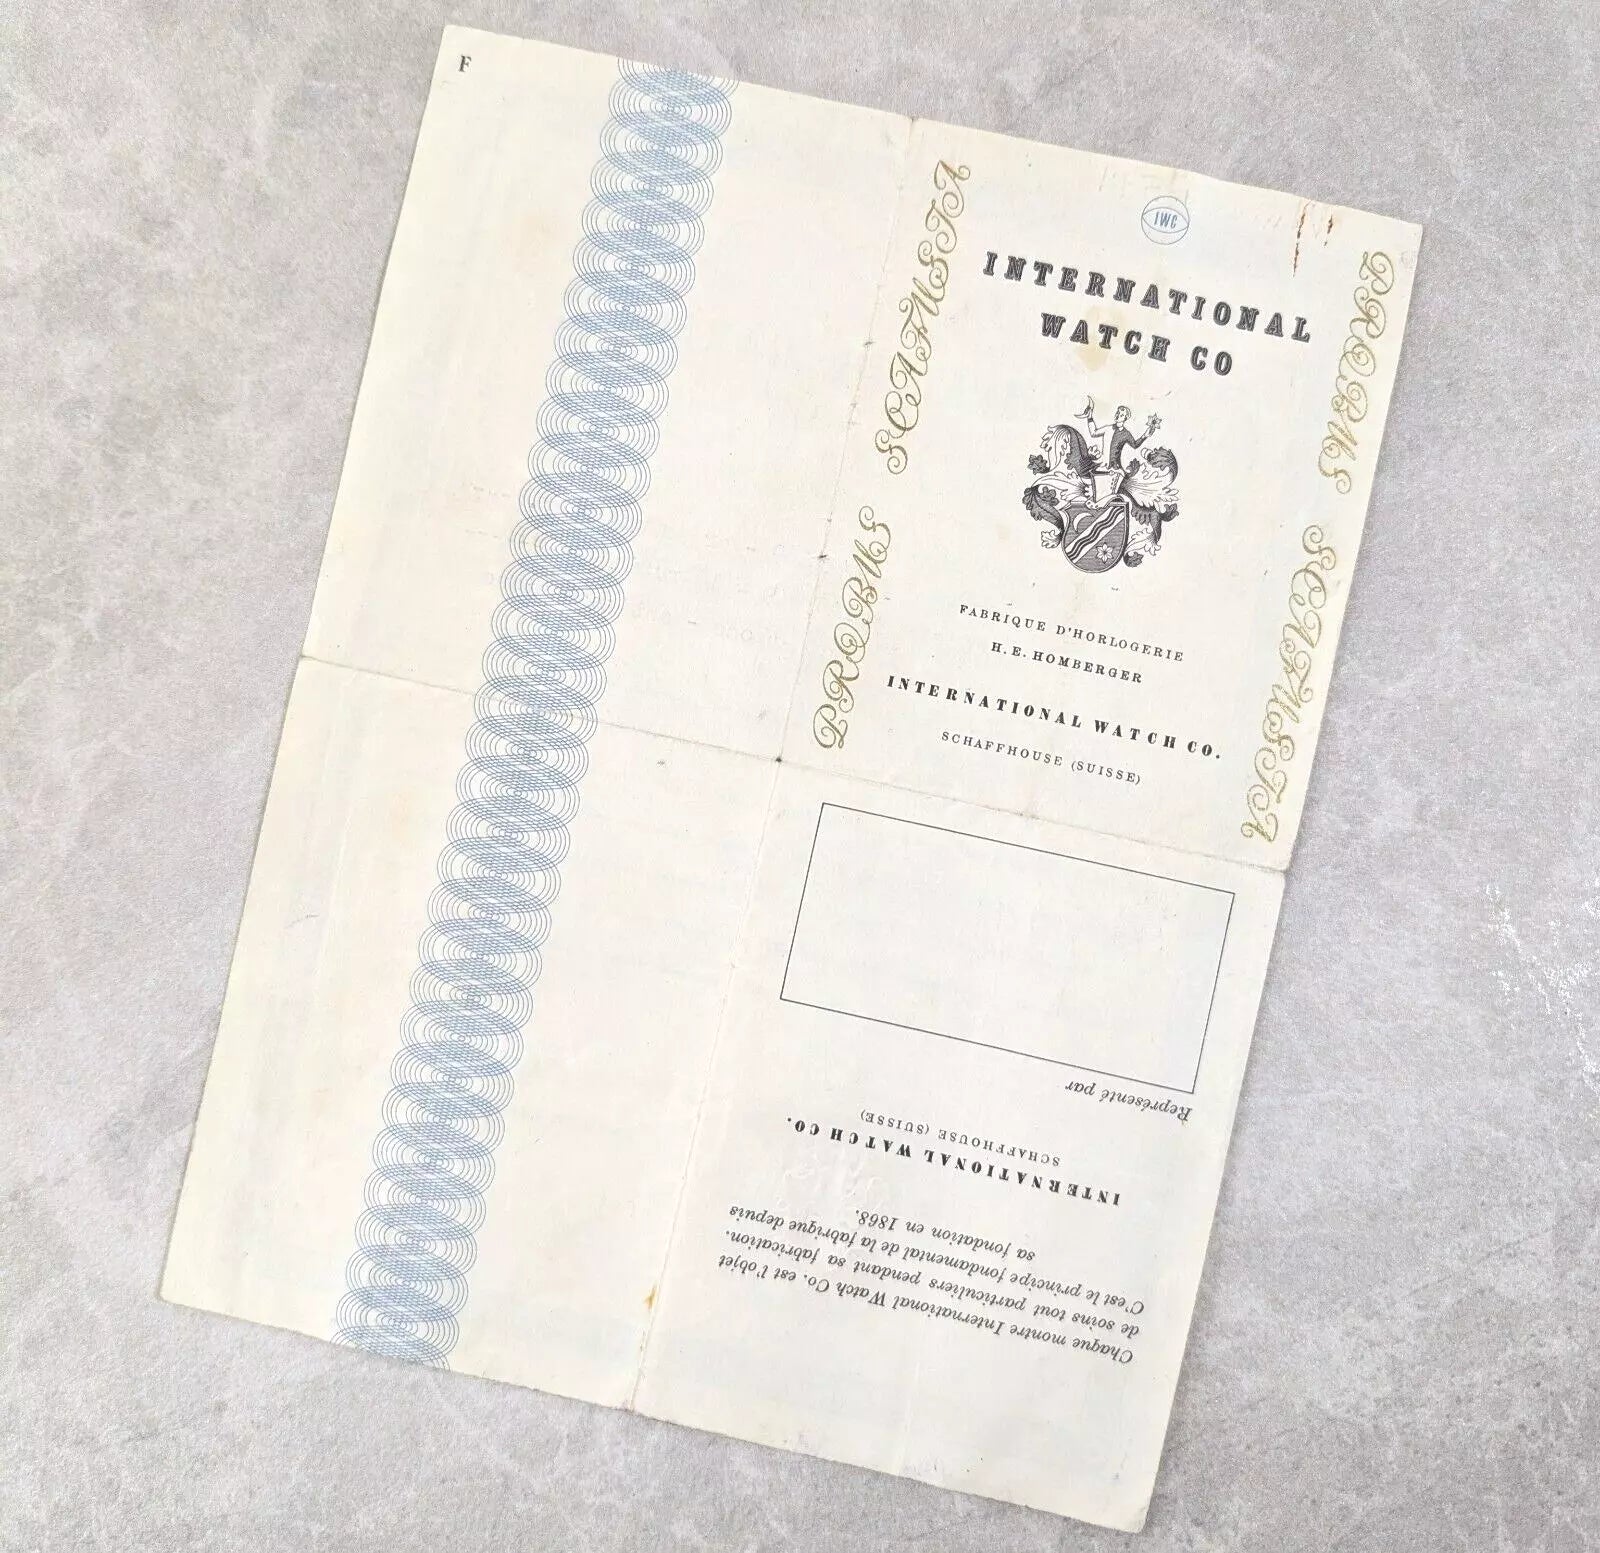 F
IWC
INTERNATIONAL
WATCH CO
PROBUS SCAFUSIA
PROBUS SCAFUSIA
FABRIQUE D'HORLOGERIE
H. E. HOMBERGER
INTERNATIONAL WATCH CO.
SCHAFFHOUSE (SUISSE)
Chaque montre International Watch Co. est l'objet
de soins tout particuliers pendant sa fabrication.
C'est le principe fondamental de la fabrique depuis
sa fondation en 1868.
INTERNATIONAL WATCH CO.
SCHAFFHOUSE (SUISSE)
Représenté par